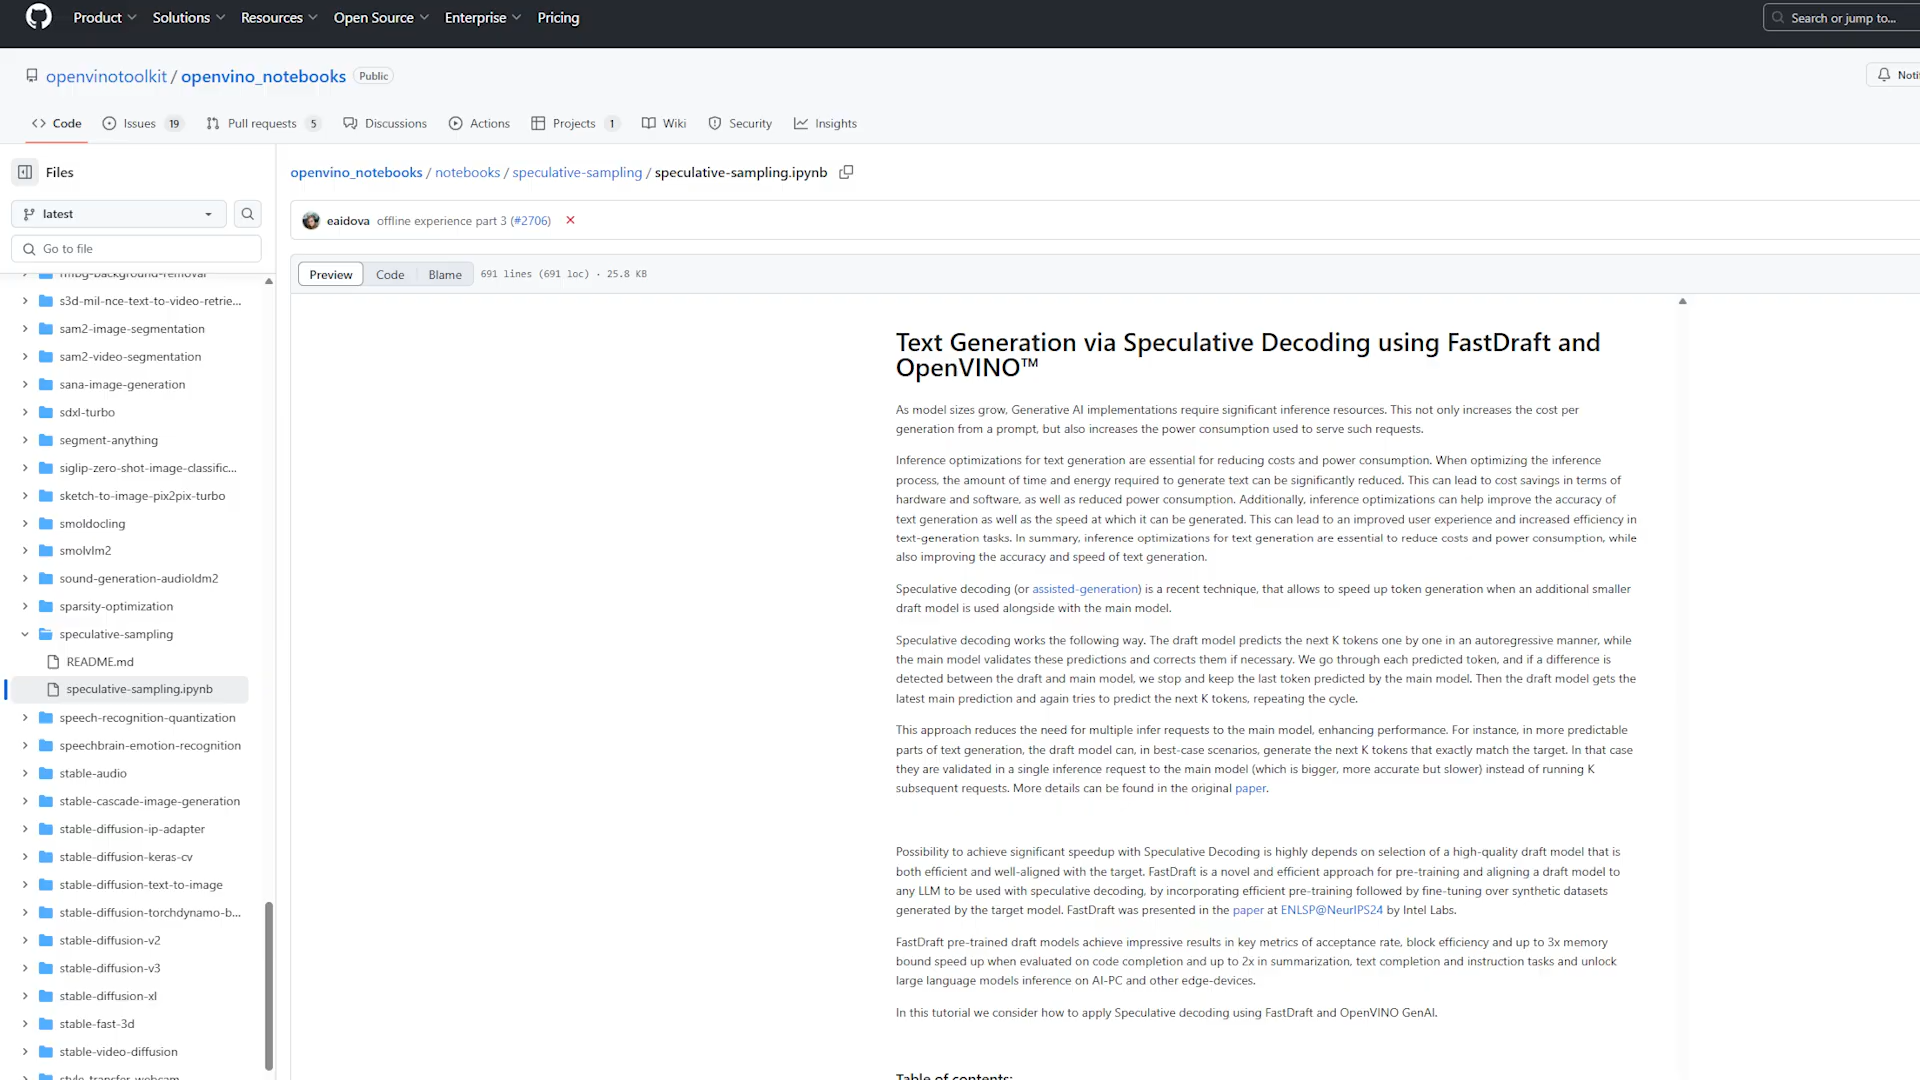 Product
Solutions
Resources
Open Source
Enterprise
Pricing
Search or jump to...
openvinotoolkit / openvino_notebooks Public
Code
Issues 19
Pull requests 5
Discussions
Actions
Projects 1
Wiki
Security
Insights
Files
latest
Go to file
s3d-mil-nce-text-to-video-retrie...
sam2-image-segmentation
sam2-video-segmentation
sana-image-generation
sdxl-turbo
segment-anything
siglip-zero-shot-image-classific...
sketch-to-image-pix2pix-turbo
smoldocling
smolvlm2
sound-generation-audioldm2
sparsity-optimization
speculative-sampling
README.md
speculative-sampling.ipynb
speech-recognition-quantization
speechbrain-emotion-recognition
stable-audio
stable-cascade-image-generation
stable-diffusion-ip-adapter
stable-diffusion-keras-cv
stable-diffusion-text-to-image
stable-diffusion-torchdynamo-b...
stable-diffusion-v2
stable-diffusion-v3
stable-diffusion-xl
stable-fast-3d
stable-video-diffusion
style-transfer-webcam
openvino_notebooks / notebooks / speculative-sampling / speculative-sampling.ipynb
eaidova offline experience part 3 (#2706)
Preview
Code
Blame
691 lines (691 loc) · 25.8 KB
Text Generation via Speculative Decoding using FastDraft and
OpenVINO™
As model sizes grow, Generative AI implementations require significant inference resources. This not only increases the cost per
generation from a prompt, but also increases the power consumption used to serve such requests.
Inference optimizations for text generation are essential for reducing costs and power consumption. When optimizing the inference
process, the amount of time and energy required to generate text can be significantly reduced. This can lead to cost savings in terms of
hardware and software, as well as reduced power consumption. Additionally, inference optimizations can help improve the accuracy of
text generation as well as the speed at which it can be generated. This can lead to an improved user experience and increased efficiency in
text-generation tasks. In summary, inference optimizations for text generation are essential to reduce costs and power consumption, while
also improving the accuracy and speed of text generation.
Speculative decoding (or assisted-generation) is a recent technique, that allows to speed up token generation when an additional smaller
draft model is used alongside with the main model.
Speculative decoding works the following way. The draft model predicts the next K tokens one by one in an autoregressive manner, while
the main model validates these predictions and corrects them if necessary. We go through each predicted token, and if a difference is
detected between the draft and main model, we stop and keep the last token predicted by the main model. Then the draft model gets the
latest main prediction and again tries to predict the next K tokens, repeating the cycle.
This approach reduces the need for multiple infer requests to the main model, enhancing performance. For instance, in more predictable
parts of text generation, the draft model can, in best-case scenarios, generate the next K tokens that exactly match the target. In that case
they are validated in a single inference request to the main model (which is bigger, more accurate but slower) instead of running K
subsequent requests. More details can be found in the original paper.
Possibility to achieve significant speedup with Speculative Decoding is highly depends on selection of a high-quality draft model that is
both efficient and well-aligned with the target. FastDraft is a novel and efficient approach for pre-training and aligning a draft model to
any LLM to be used with speculative decoding, by incorporating efficient pre-training followed by fine-tuning over synthetic datasets
generated by the target model. FastDraft was presented in the paper at ENLSP@NeurIPS24 by Intel Labs.
FastDraft pre-trained draft models achieve impressive results in key metrics of acceptance rate, block efficiency and up to 3x memory
bound speed up when evaluated on code completion and up to 2x in summarization, text completion and instruction tasks and unlock
large language models inference on AI-PC and other edge-devices.
In this tutorial we consider how to apply Speculative decoding using FastDraft and OpenVINO GenAI.
Table of contents: